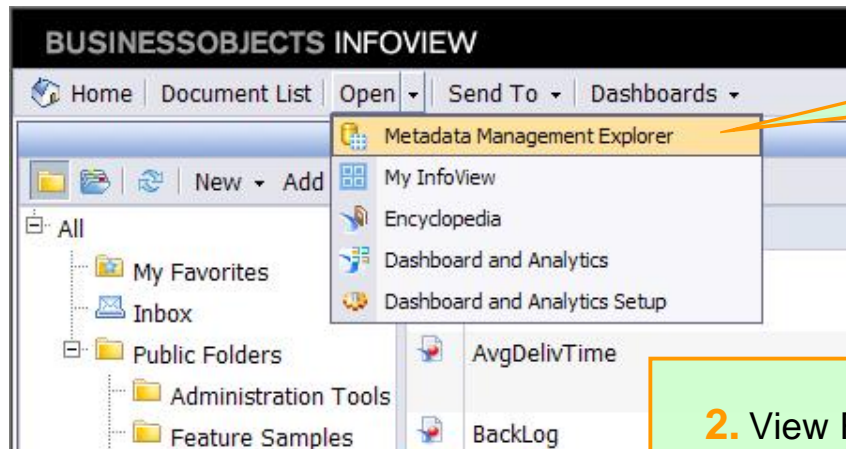 BUSINESSOBJECTS INFOVIEW
Home Document List Open Send To Dashboards
Metadata Management Explorer
New Add
My InfoView
All
Encyclopedia
Dashboard and Analytics
My Favorites
Dashboard and Analytics Setup
Inbox
Public Folders
AvgDelivTime
Administration Tools
Feature Samples
BackLog
2. View